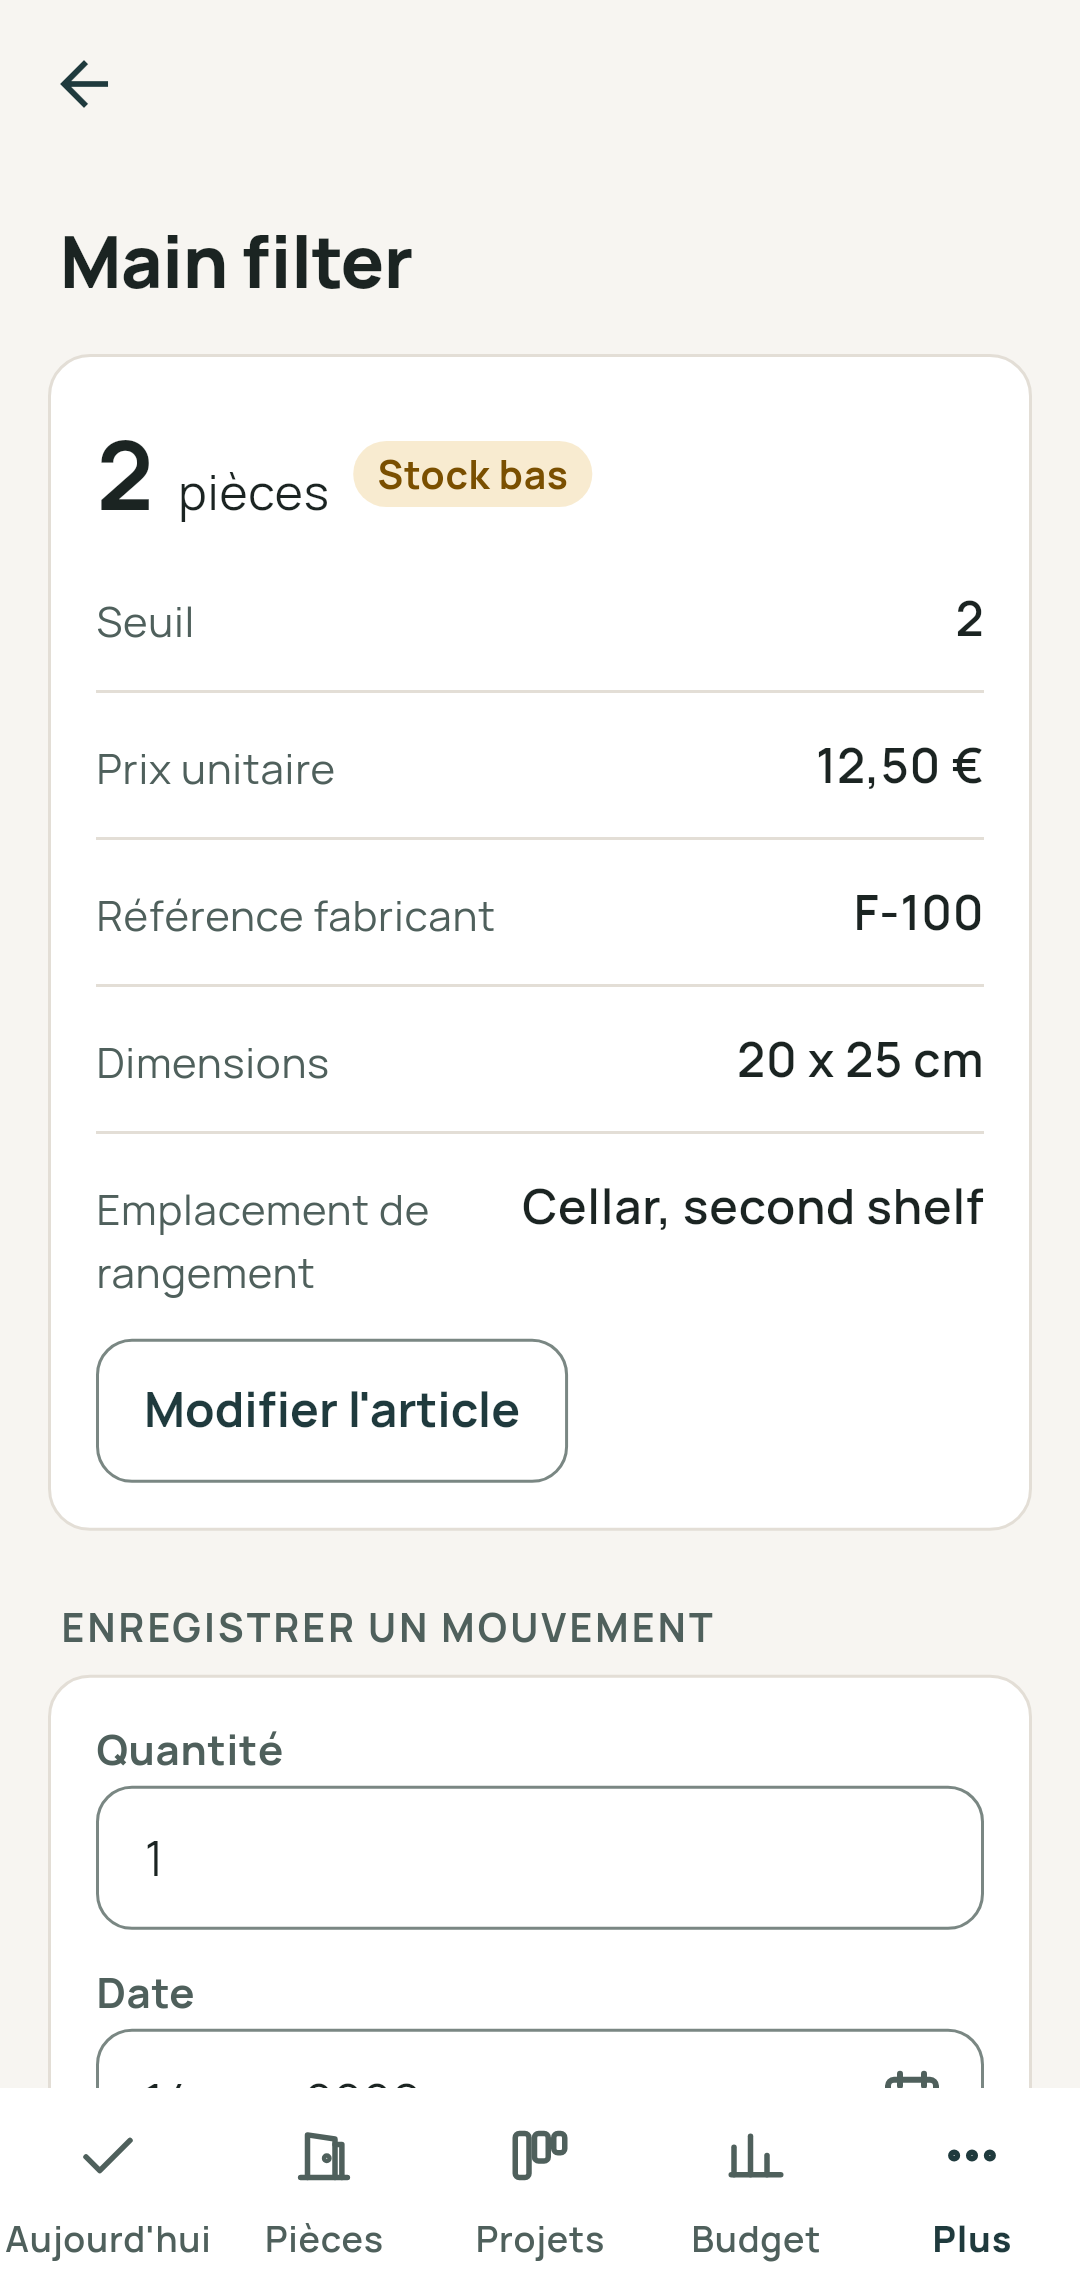 Main filter
2 pièces Stock bas
Seuil 2
Prix unitaire 12,50 €
Référence fabricant F-100
Dimensions 20 x 25 cm
Emplacement de Cellar, second shelf
rangement
Modifier l'article
ENREGISTRER UN MOUVEMENT
Quantité
1
Date
Aujourd'hui Pièces Projets Budget Plus